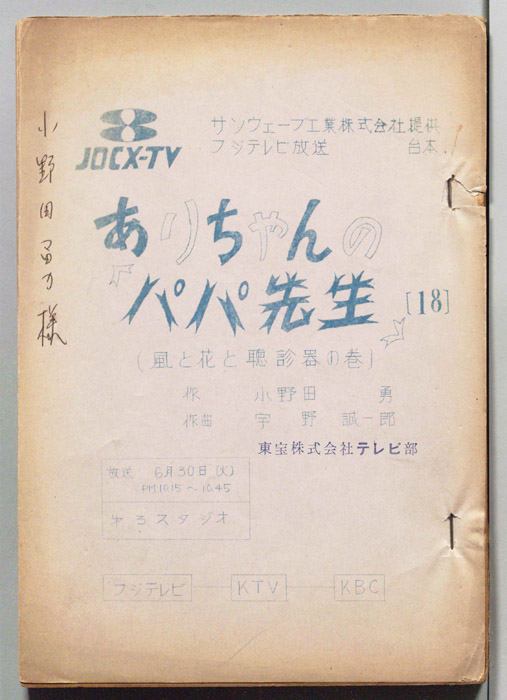 小野田勇様
JOCX-TV
サンウェーブ工業株式会社提供
フジテレビ放送 台本
ありちゃんの
『パパ先生』[18]
(風と花と聴診器の巻)
作 小野田 勇
作曲 宇野誠一郎
東宝株式会社テレビ部
放送 6月30日(火)
PM10.15～10.45
スタジオ
フジテレビ KTV KBC